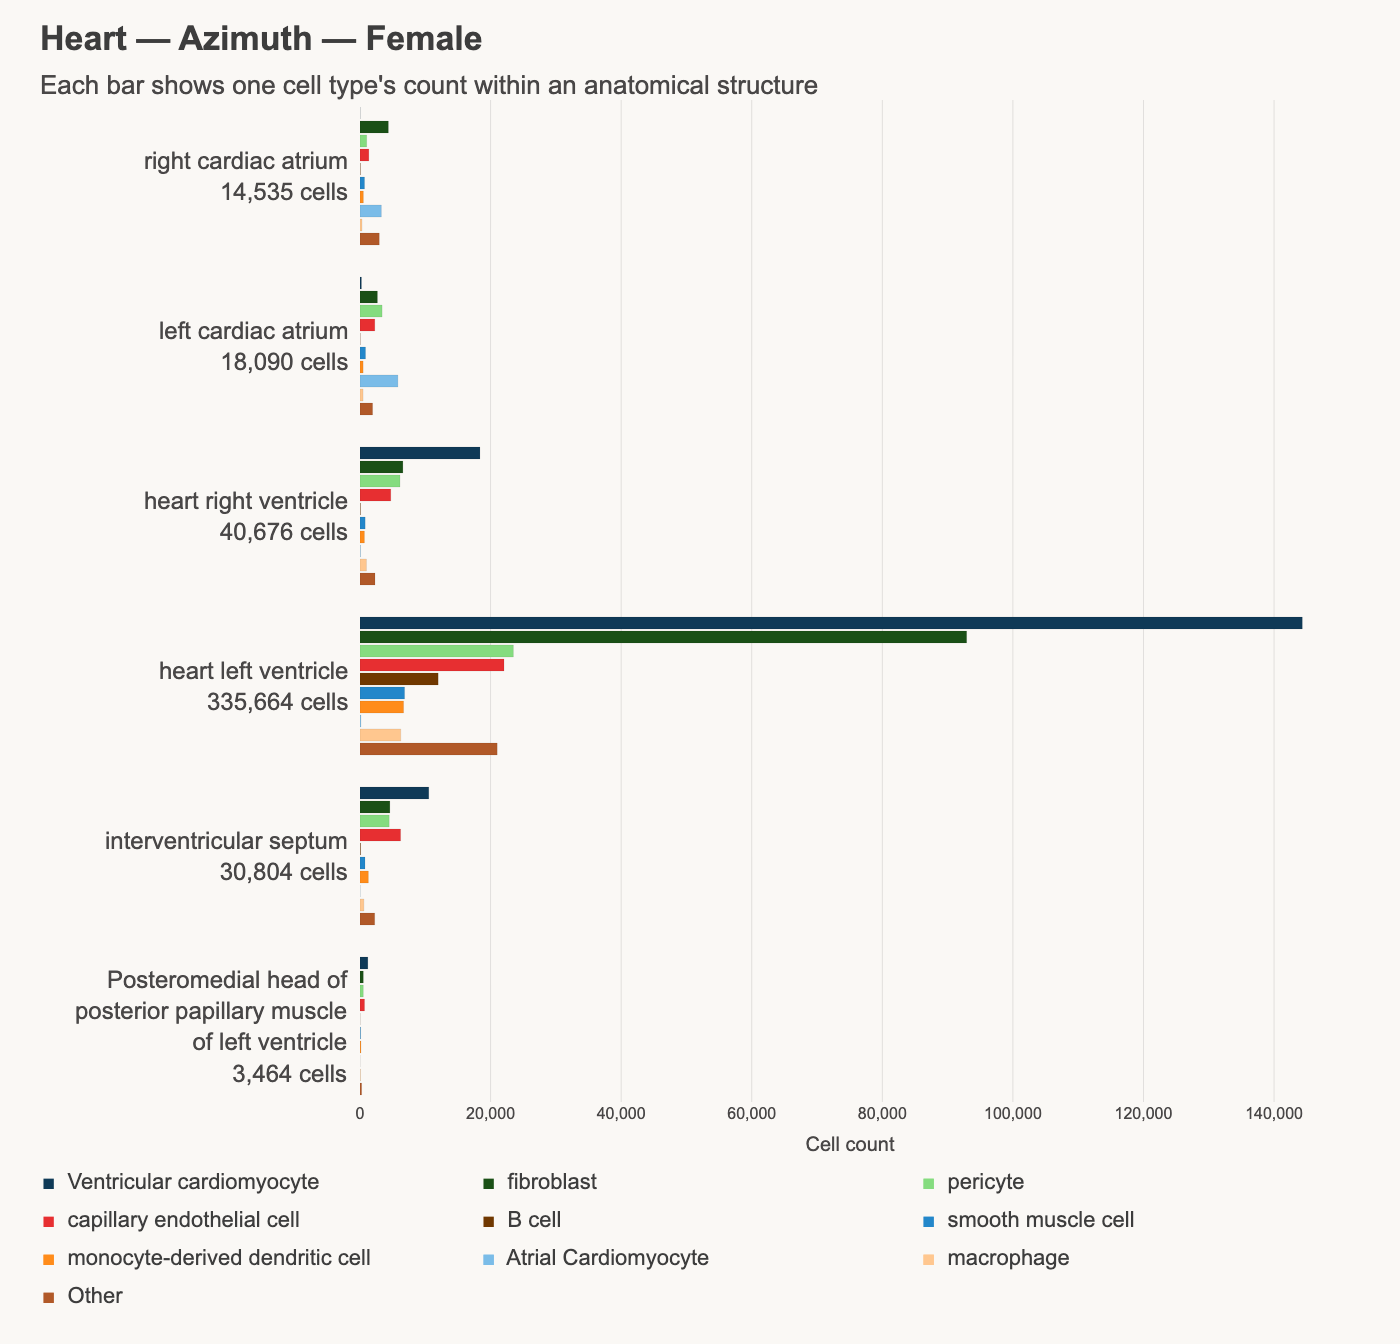 Heart — Azimuth — Female
Each bar shows one cell type's count within an anatomical structure
right cardiac atrium
14,535 cells
left cardiac atrium
18,090 cells
heart right ventricle
40,676 cells
heart left ventricle
335,664 cells
interventricular septum
30,804 cells
Posteromedial head of
posterior papillary muscle
of left ventricle
3,464 cells
0 20,000 40,000 60,000 80,000 100,000 120,000 140,000
Cell count
Ventricular cardiomyocyte fibroblast pericyte
capillary endothelial cell B cell smooth muscle cell
monocyte-derived dendritic cell Atrial Cardiomyocyte macrophage
Other